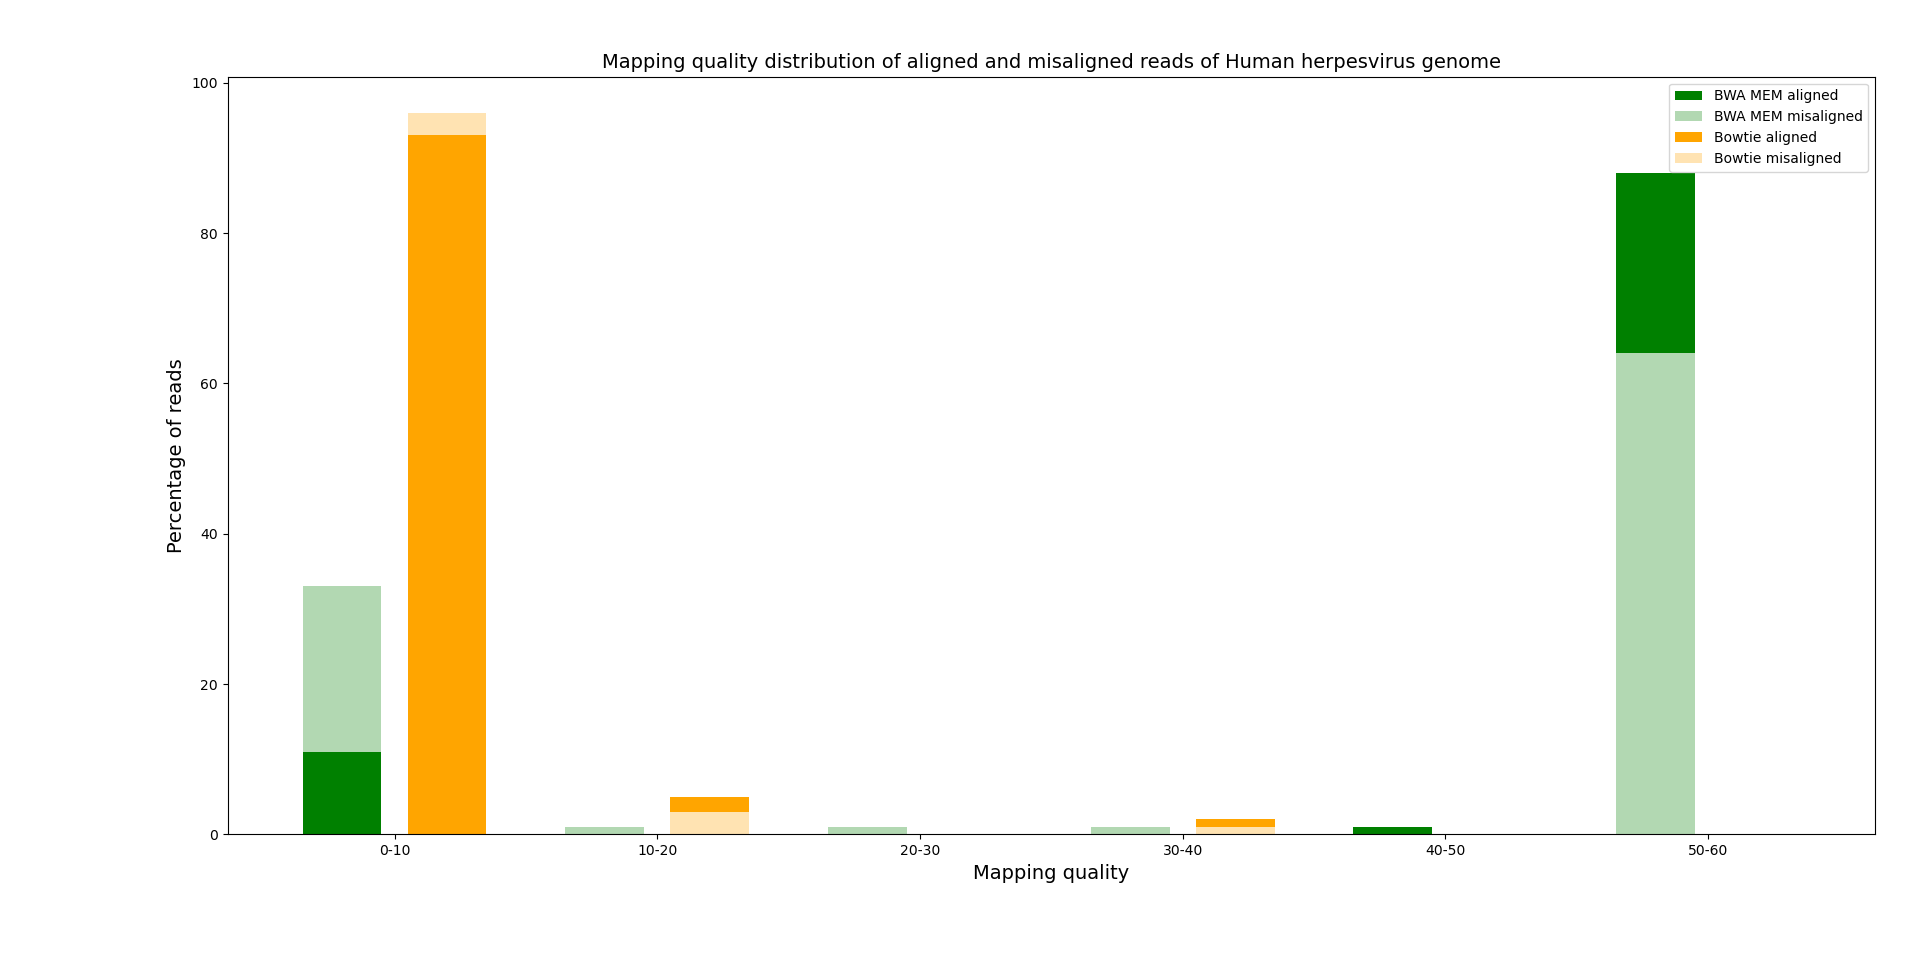 Mapping quality distribution of aligned and misaligned reads of Human herpesvirus genome
BWA MEM aligned
BWA MEM misaligned
Bowtie aligned
Bowtie misaligned
Percentage of reads
100
80
60
40
20
0
0-10 10-20 20-30 30-40 40-50 50-60
Mapping quality